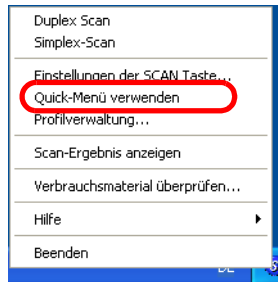 Duplex Scan
Simplex-Scan
Einstellungen der SCAN Taste...
Quick-Menü verwenden
Profilverwaltung...
Scan-Ergebnis anzeigen
Verbrauchsmaterial überprüfen...
Hilfe
Beenden